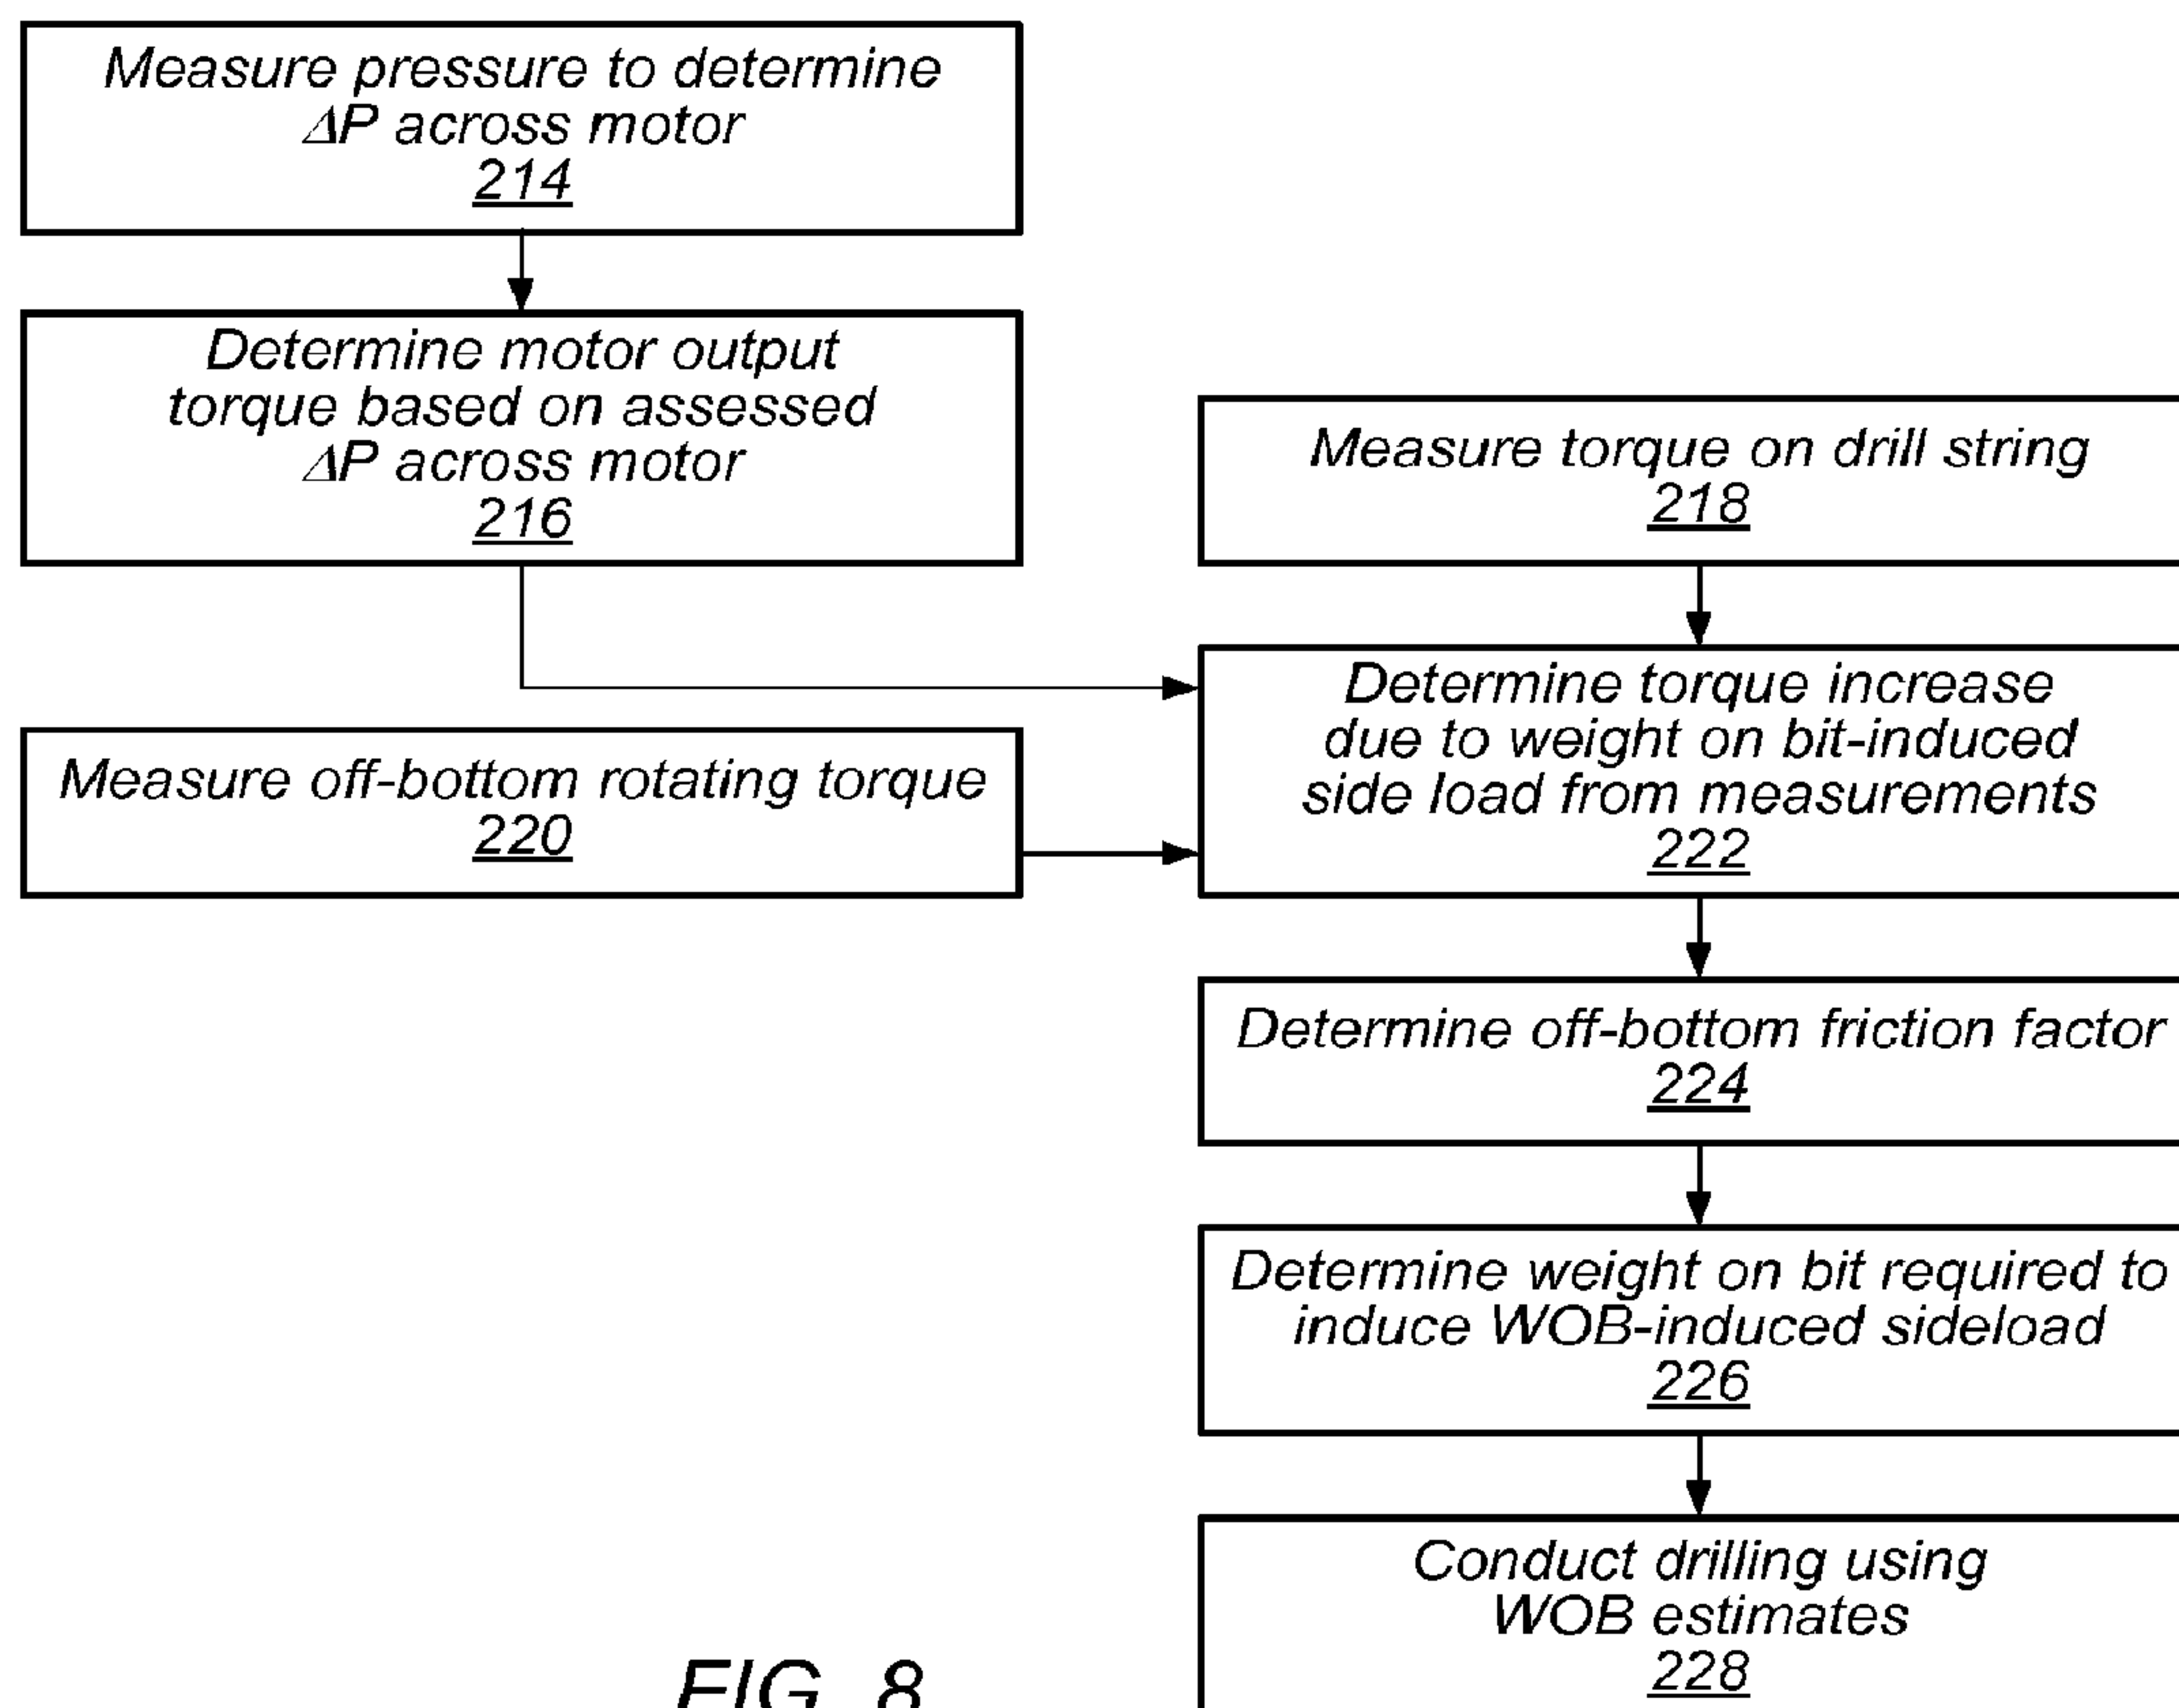 Measure pressure to determine
ΔP across motor
214
Determine motor output
torque based on assessed
ΔP across motor
216
Measure torque on drill string
218
Measure off-bottom rotating torque
220
Determine torque increase
due to weight on bit-induced
side load from measurements
222
Determine off-bottom friction factor
224
Determine weight on bit required to
induce WOB-induced sideload
226
Conduct drilling using
WOB estimates
228
FIG. 8